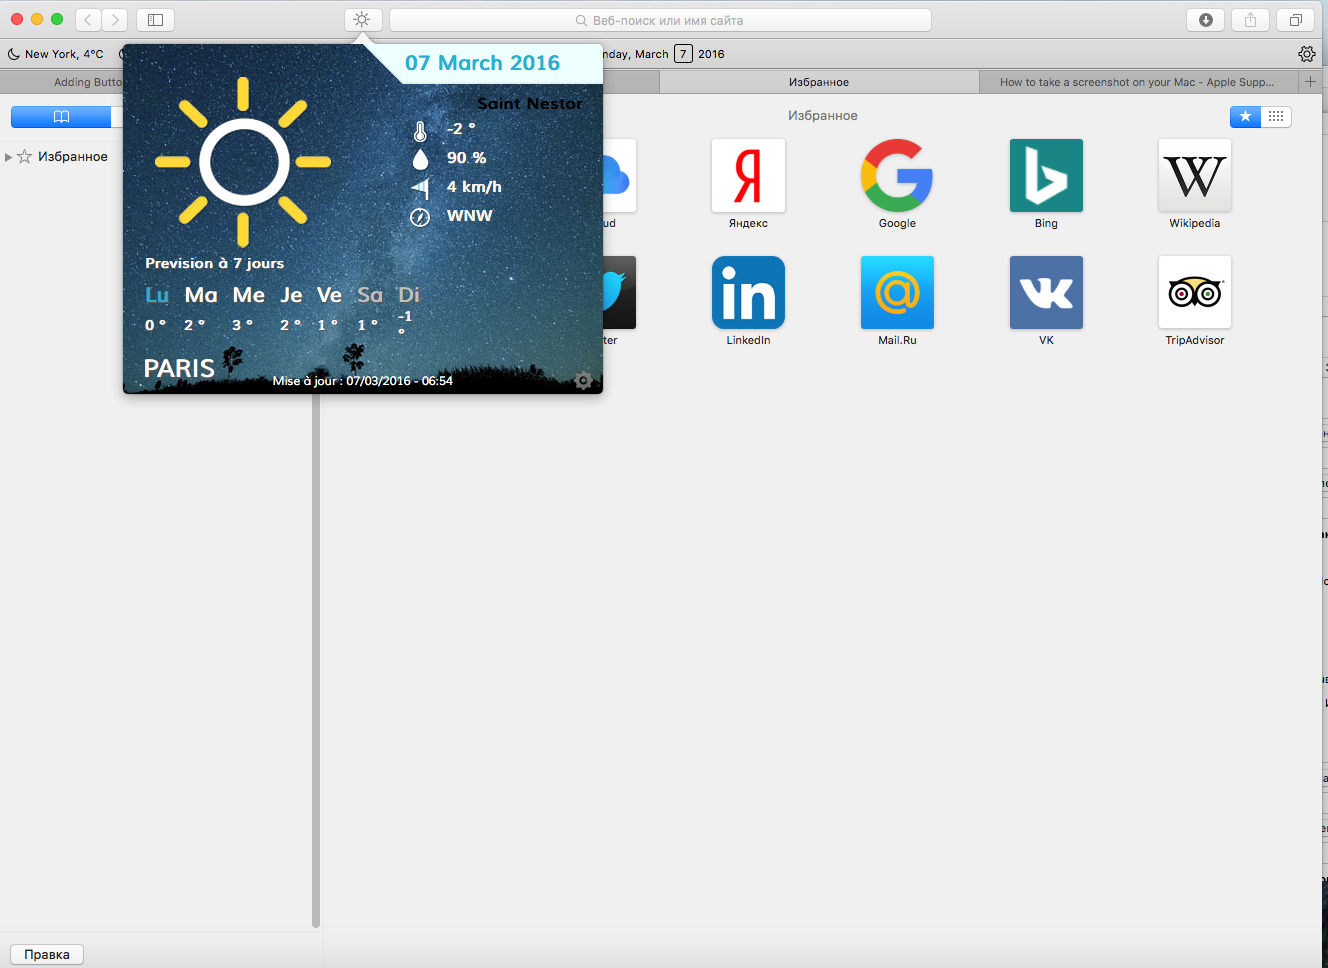 Веб-поиск или имя сайта
New York, 4°C
nday, March 7 2016
Adding Butto
Избранное
How to take a screenshot on your Mac - Apple Supp...
07 March 2016
Saint Nestor
-2 °
90 %
4 km/h
WNW
Prevision à 7 jours
Lu Ma Me Je Ve Sa Di
0 ° 2 ° 3 ° 2 ° 1 ° 1 ° -1 °
PARIS
Mise à jour : 07/03/2016 - 06:54
Избранное
Избранное
ud
Яндекс
Google
Bing
Wikipedia
ter
LinkedIn
Mail.Ru
VK
TripAdvisor
Правка